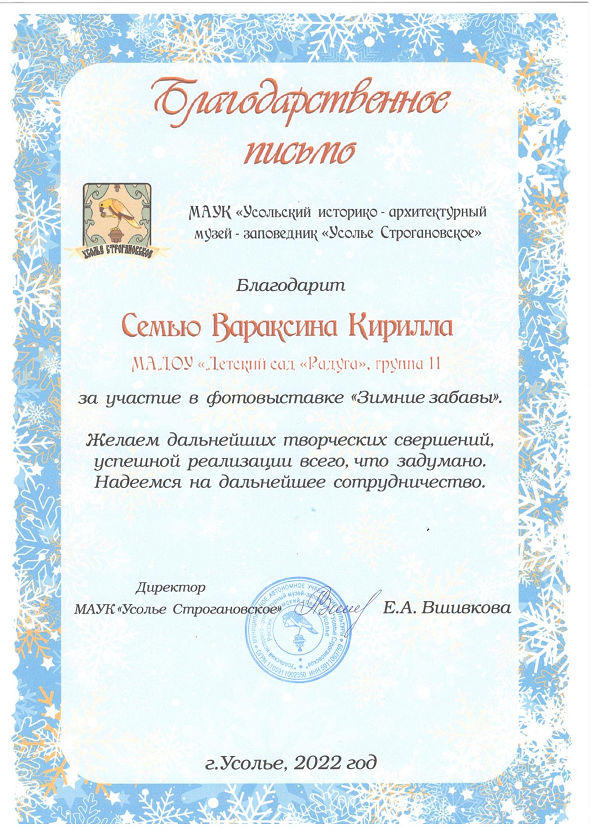 Благодарственное
письмо
УСОЛЬЕ СТРОГАНОВСКОЕ
МАУК «Усольский историко - архитектурный
музей - заповедник «Усолье Строгановское»
Благодарит
Семью Вараксина Кирилла
МАДОУ «Детский сад «Радуга», группа 11
за участие в фотовыставке «Зимние забавы».
Желаем дальнейших творческих свершений,
успешной реализации всего, что задумано.
Надеемся на дальнейшее сотрудничество.
Директор
МАУК «Усолье Строгановское»
Е.А. Вшивкова
г.Усолье, 2022 год